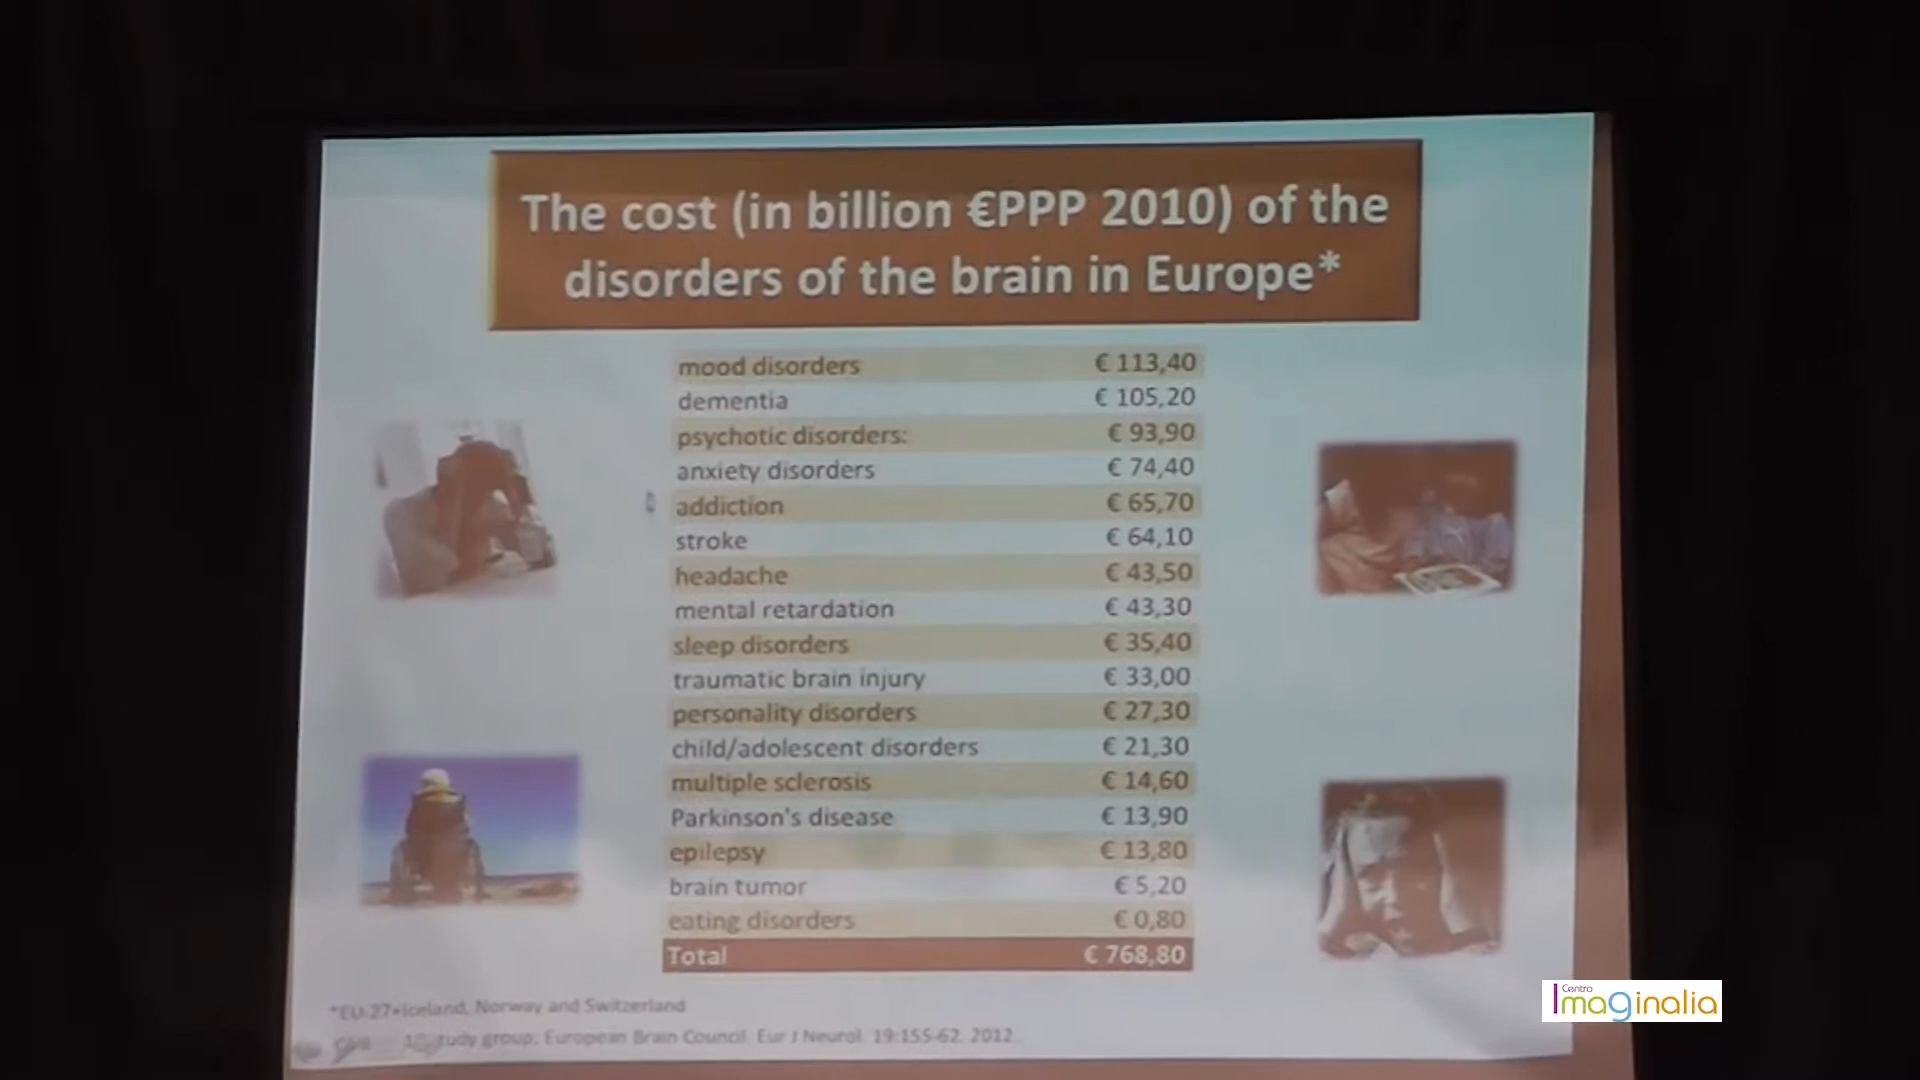 The cost (in billion €PPP 2010) of the
disorders of the brain in Europe*
mood disorders € 113,40
dementia € 105,20
psychotic disorders: € 93,90
anxiety disorders € 74,40
addiction € 65,70
stroke € 64,10
headache € 43,50
mental retardation € 43,30
sleep disorders € 35,40
traumatic brain injury € 33,00
personality disorders € 27,30
child/adolescent disorders € 21,30
multiple sclerosis € 14,60
Parkinson's disease € 13,90
epilepsy € 13,80
brain tumor € 5,20
eating disorders € 0,80
Total € 768,80
*EU-27+Iceland, Norway and Switzerland
study group; European Brain Council. Eur J Neurol. 19:155-62. 2012
Centro
Imaginalia